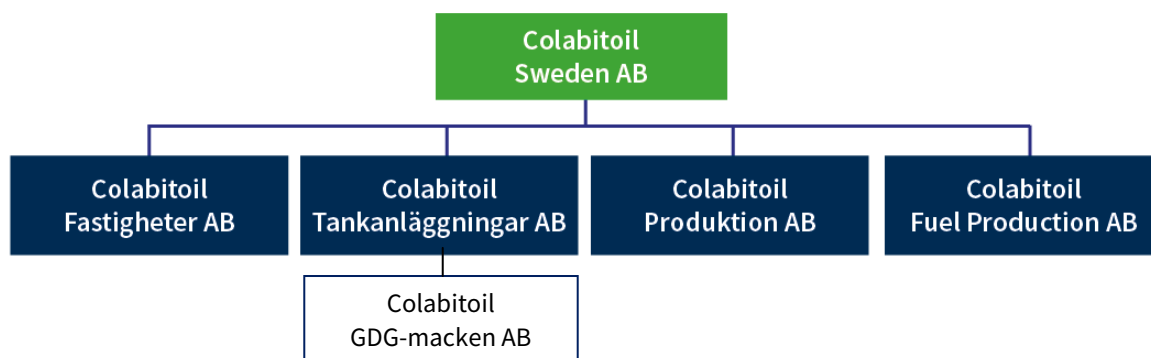 Colabitoil
Sweden AB
Colabitoil
Fastigheter AB
Colabitoil
Tankanläggningar AB
Colabitoil
Produktion AB
Colabitoil
Fuel Production AB
Colabitoil
GDG-macken AB